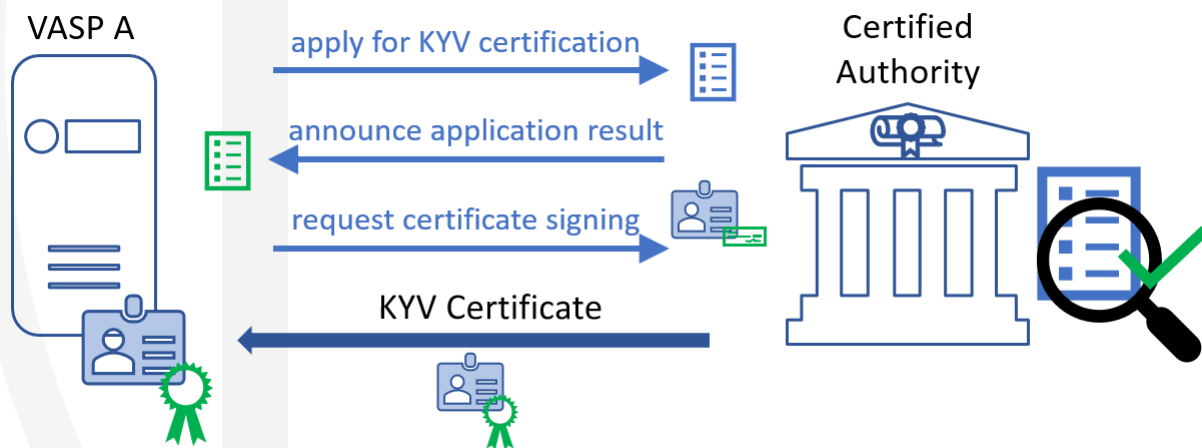 VASP A
apply for KYV certification
Certified
Authority
announce application result
request certificate signing
KYV Certificate